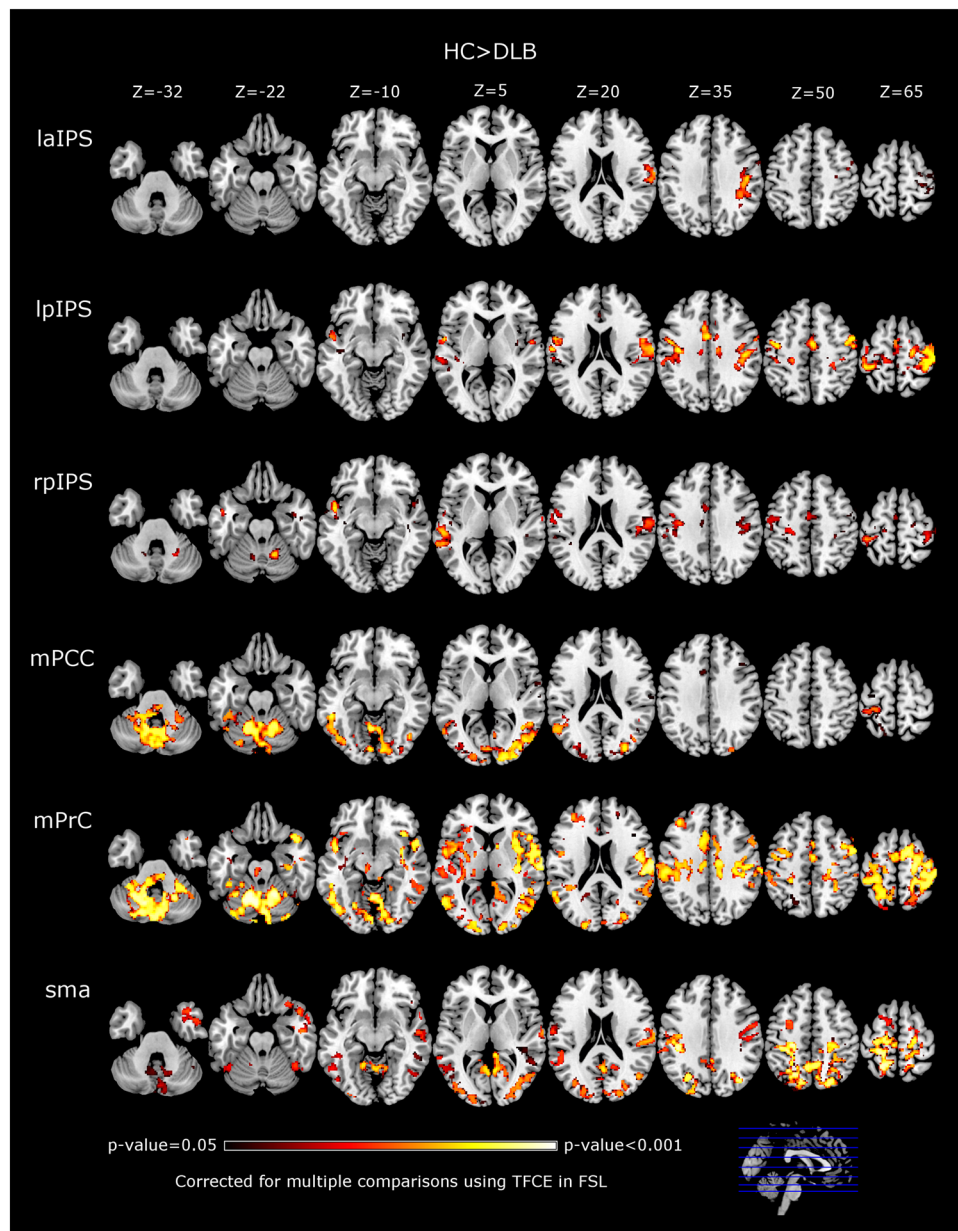 HC>DLB
Z=-32 Z=-22 Z=-10 Z=5 Z=20 Z=35 Z=50 Z=65
laIPS
lpIPS
rpIPS
mPCC
mPrC
sma
p-value=0.05 p-value<0.001
Corrected for multiple comparisons using TFCE in FSL